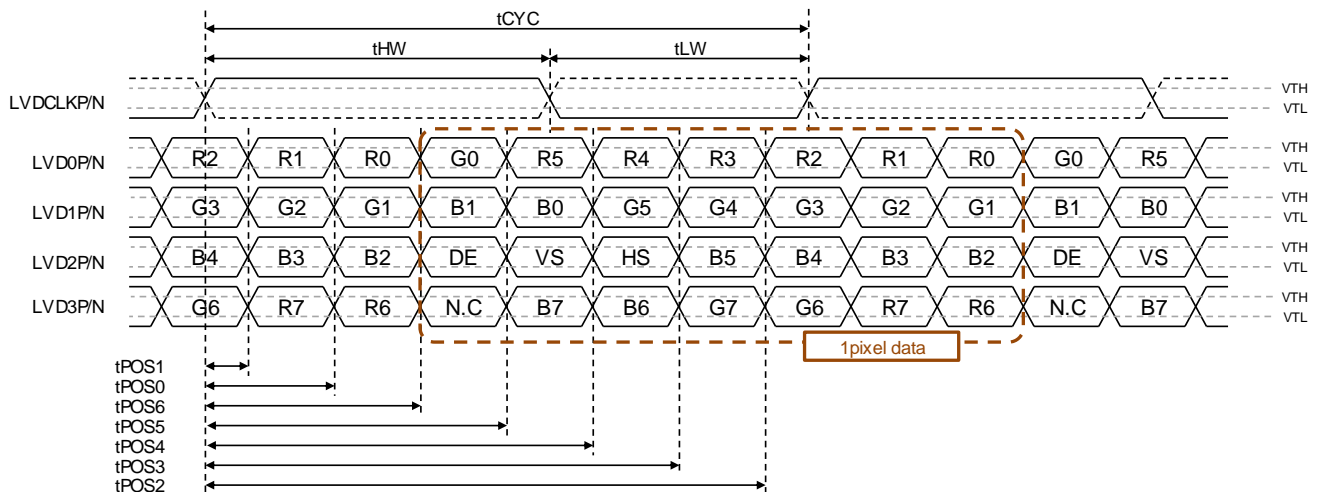 tCYC
tHW tLW
LVDCLKP/N VTH
VTL
LVD0P/N R2 R1 R0 G0 R5 R4 R3 R2 R1 R0 G0 R5 VTH
VTL
LVD1P/N G3 G2 G1 B1 B0 G5 G4 G3 G2 G1 B1 B0 VTH
VTL
LVD2P/N B4 B3 B2 DE VS HS B5 B4 B3 B2 DE VS VTH
VTL
LVD3P/N G6 R7 R6 N.C B7 B6 G7 G6 R7 R6 N.C B7 VTH
VTL
1pixel data
tPOS1
tPOS0
tPOS6
tPOS5
tPOS4
tPOS3
tPOS2